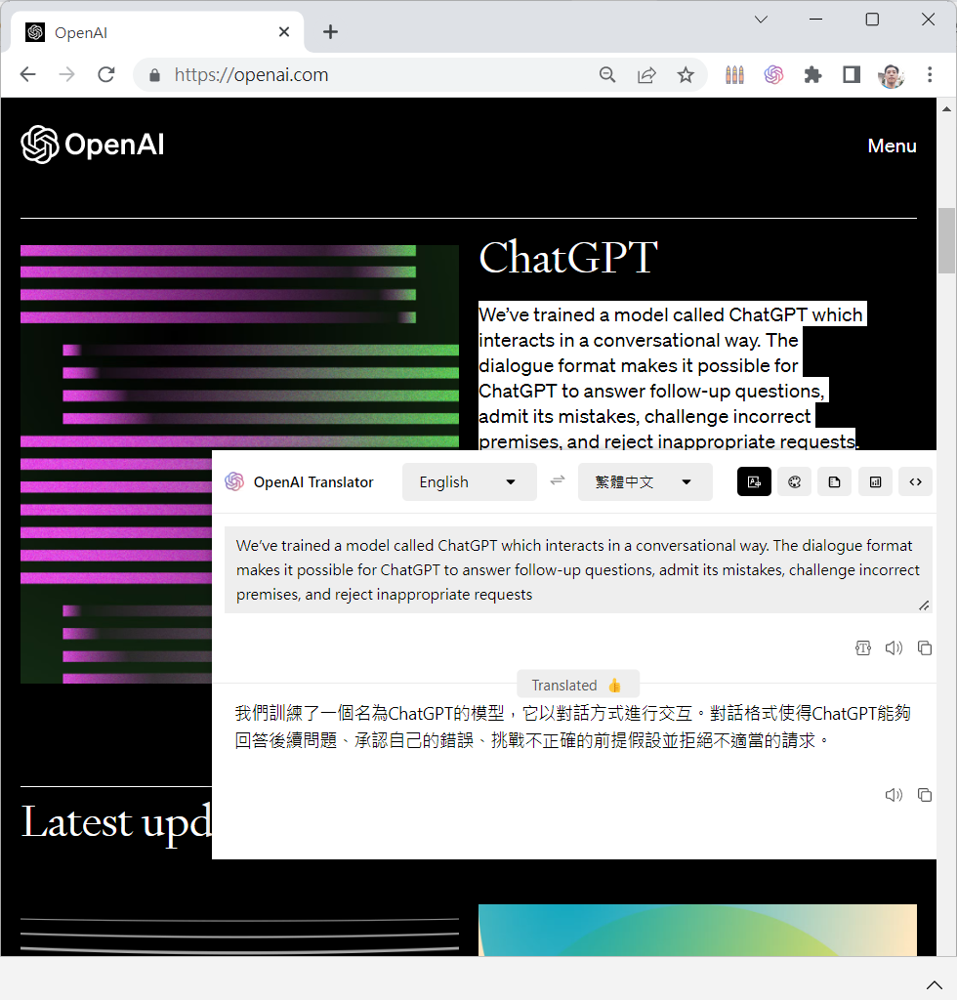 OpenAI
https://openai.com
OpenAI
Menu
ChatGPT
We’ve trained a model called ChatGPT which
interacts in a conversational way. The
dialogue format makes it possible for
ChatGPT to answer follow-up questions,
admit its mistakes, challenge incorrect
premises, and reject inappropriate requests.
OpenAI Translator
English
繁體中文
We’ve trained a model called ChatGPT which interacts in a conversational way. The dialogue format
makes it possible for ChatGPT to answer follow-up questions, admit its mistakes, challenge incorrect
premises, and reject inappropriate requests
Translated 👍
我們訓練了一個名為ChatGPT的模型，它以對話方式進行交互。對話格式使得ChatGPT能夠
回答後續問題、承認自己的錯誤、挑戰不正確的前提假設並拒絕不適當的請求。
Latest upd